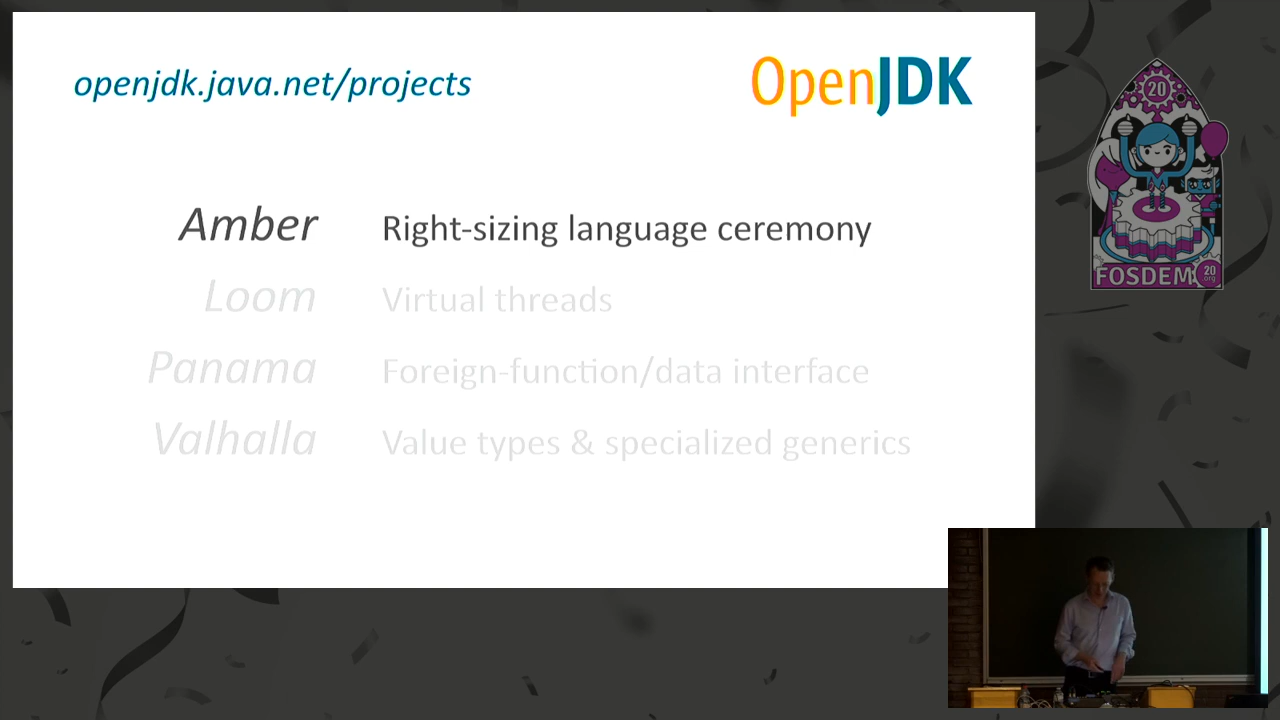 openjdk.java.net/projects
OpenJDK
Amber Right-sizing language ceremony
Loom Virtual threads
Panama Foreign-function/data interface
Valhalla Value types & specialized generics
20
FOSDEM 20
.org